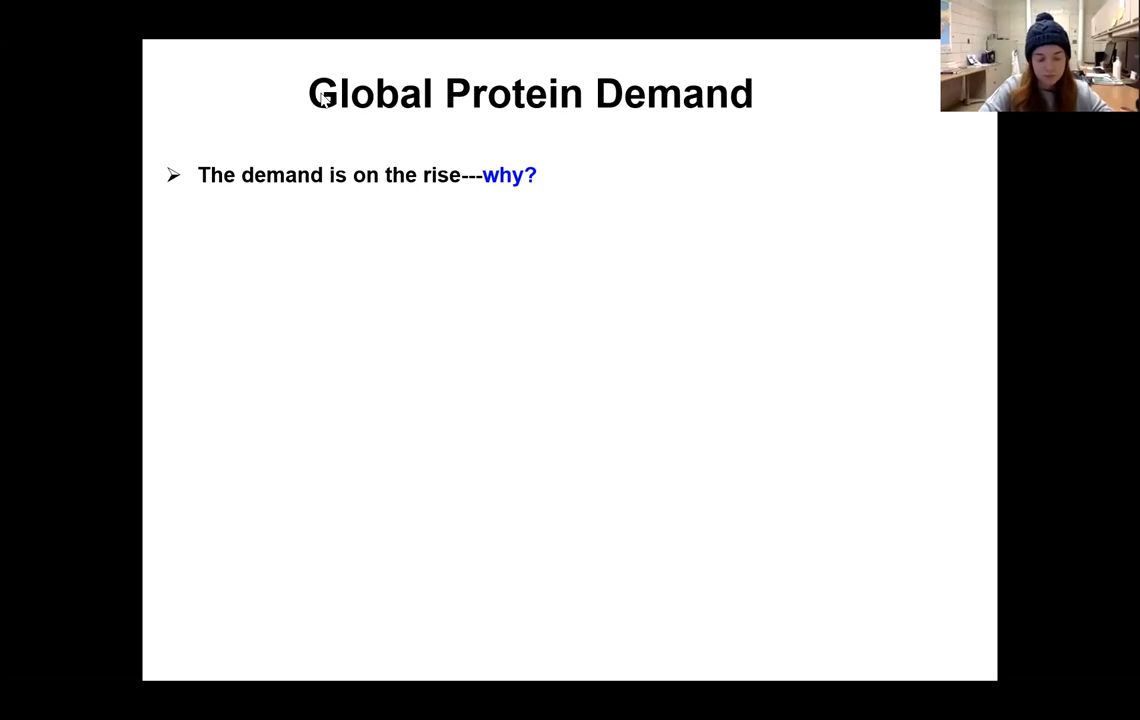 Global Protein Demand
The demand is on the rise---why?